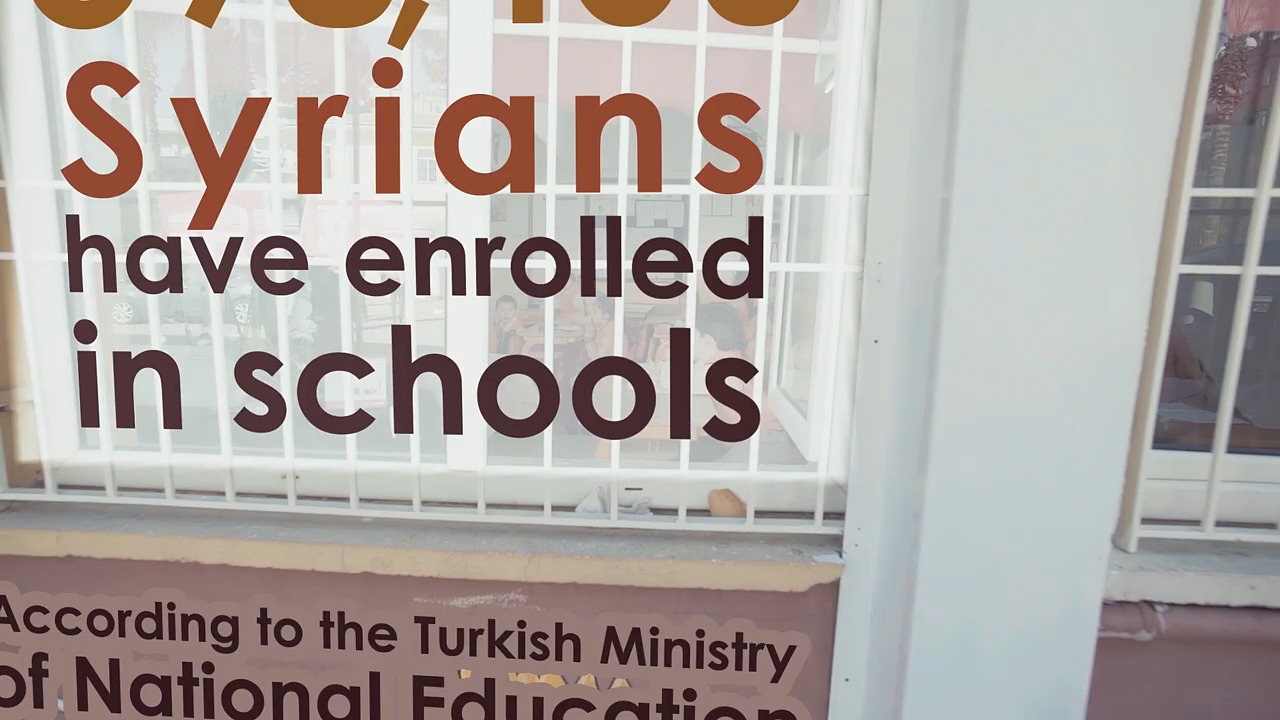 Syrians
have enrolled
in schools
According to the Turkish Ministry
of National Education